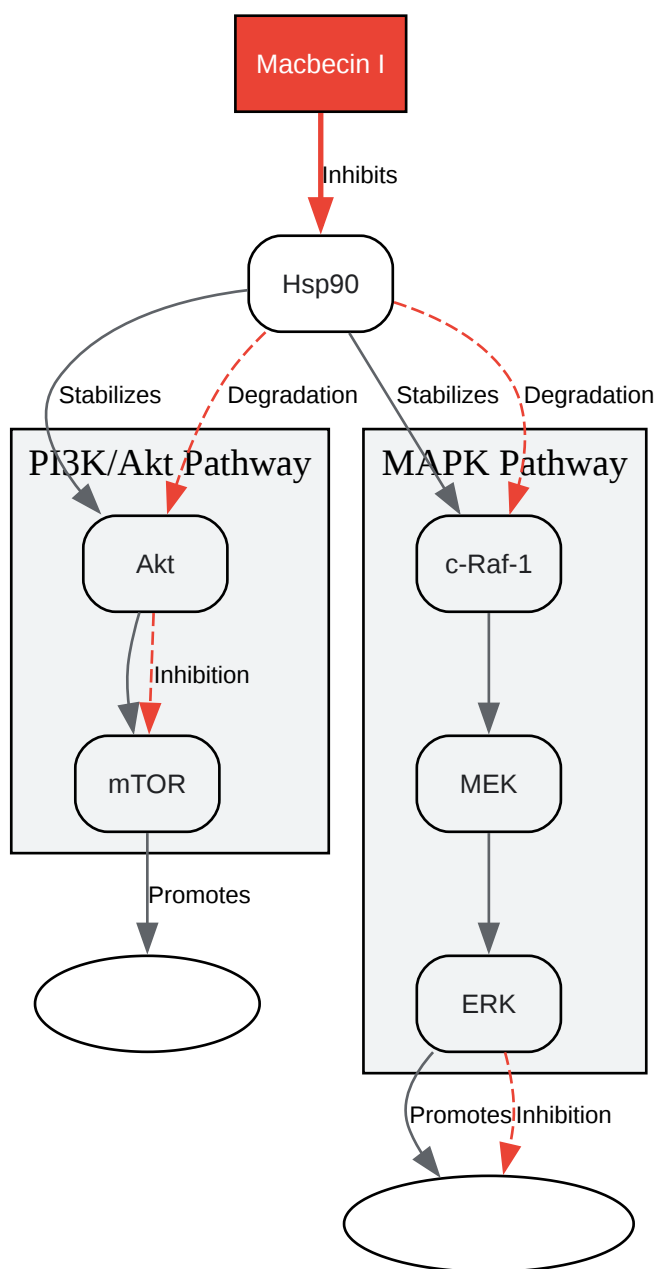 Macbecin I
Inhibits
Hsp90
Stabilizes
Degradation
Stabilizes
Degradation
PI3K/Akt Pathway
MAPK Pathway
Akt
c-Raf-1
Inhibition
mTOR
MEK
Promotes
ERK
Promotes
Inhibition